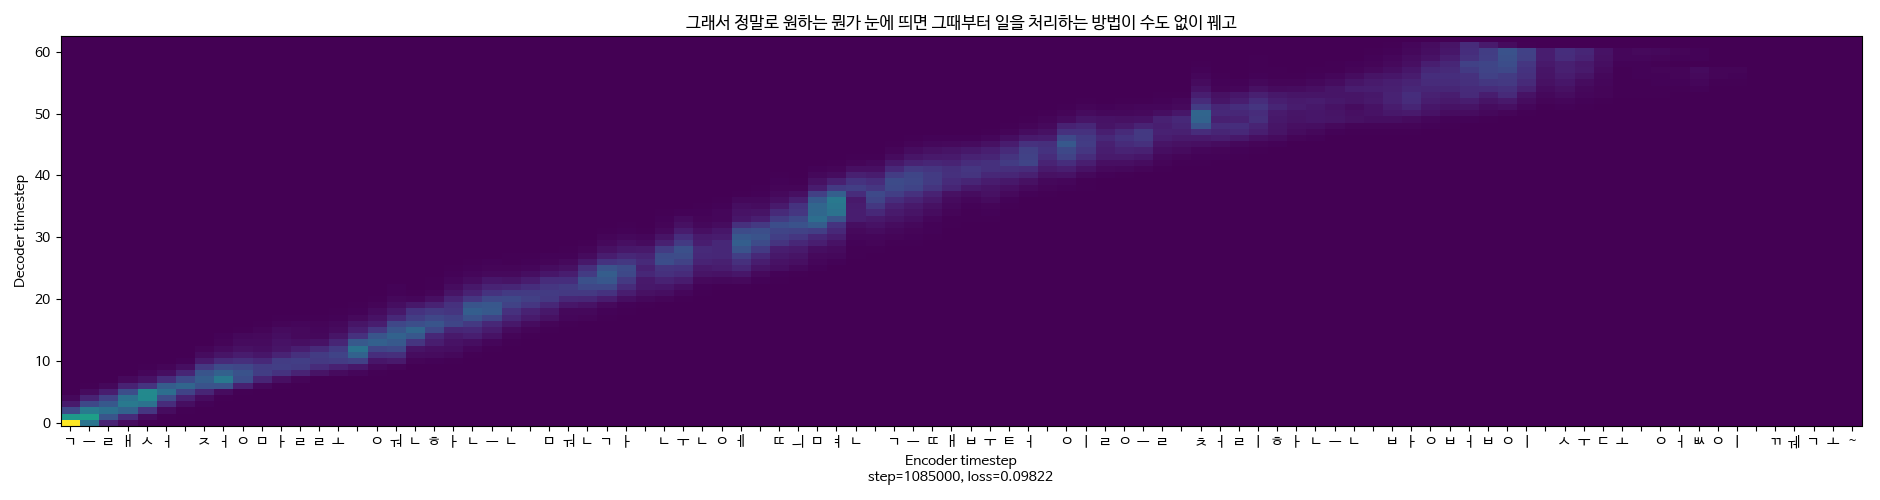 그래서 정말로 원하는 뭔가 눈에 띄면 그때부터 일을 처리하는 방법이 수도 없이 꿰고
60
50
40
30
20
10
0
Decoder timestep
ㄱ ㅡ ㄹ ㅐ ㅅ ㅓ ㅈ ㅓ ㅇ ㅁ ㅏ ㄹ ㄹ ㅗ ㅇ ㅝ ㄴ ㅎ ㅏ ㄴ ㅡ ㄴ ㅁ ㅝ ㄴ ㄱ ㅏ ㄴ ㅜ ㄴ ㅇ ㅔ ㄸ ㅢ ㅁ ㅕ ㄴ ㄱ ㅡ ㄸ ㅐ ㅂ ㅜ ㅌ ㅓ ㅇ ㅣ ㄹ ㅇ ㅡ ㄹ ㅊ ㅓ ㄹ ㅣ ㅎ ㅏ ㄴ ㅡ ㄴ ㅂ ㅏ ㅇ ㅂ ㅓ ㅂ ㅇ ㅣ ㅅ ㅜ ㄷ ㅗ ㅇ ㅓ ㅄ ㅇ ㅣ ㄲ ㅞ ㄱ ㅗ ~
Encoder timestep
step=1085000, loss=0.09822